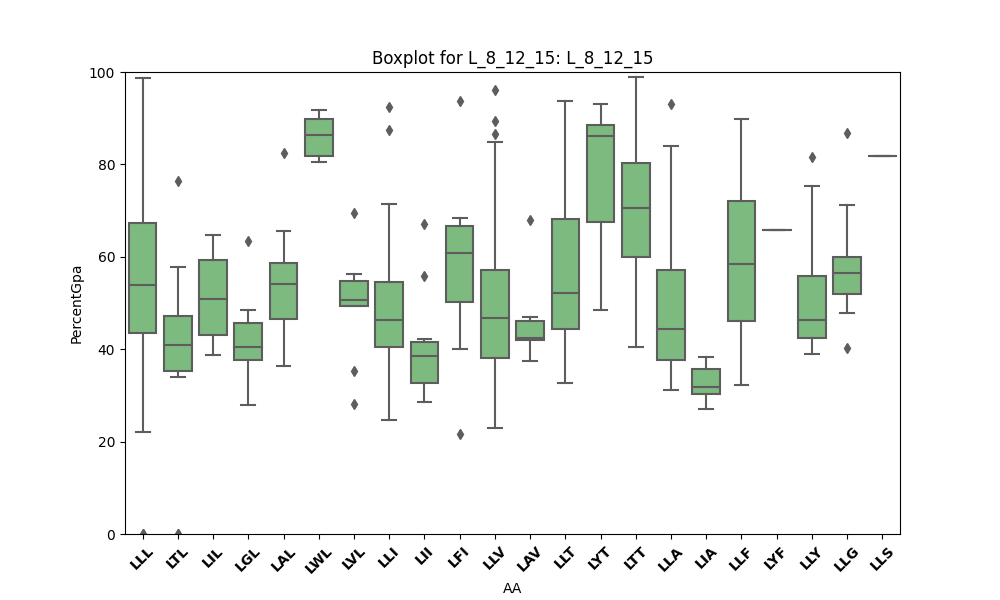 Boxplot for L_8_12_15: L_8_12_15
PercentGpa
100
80
60
40
20
0
LLL LTL LIL LGL LAL LWL LVL LLI LII LFI LLV LAV LLT LYT LTT LLA LIA LLF LYF LLY LLG LLS
AA